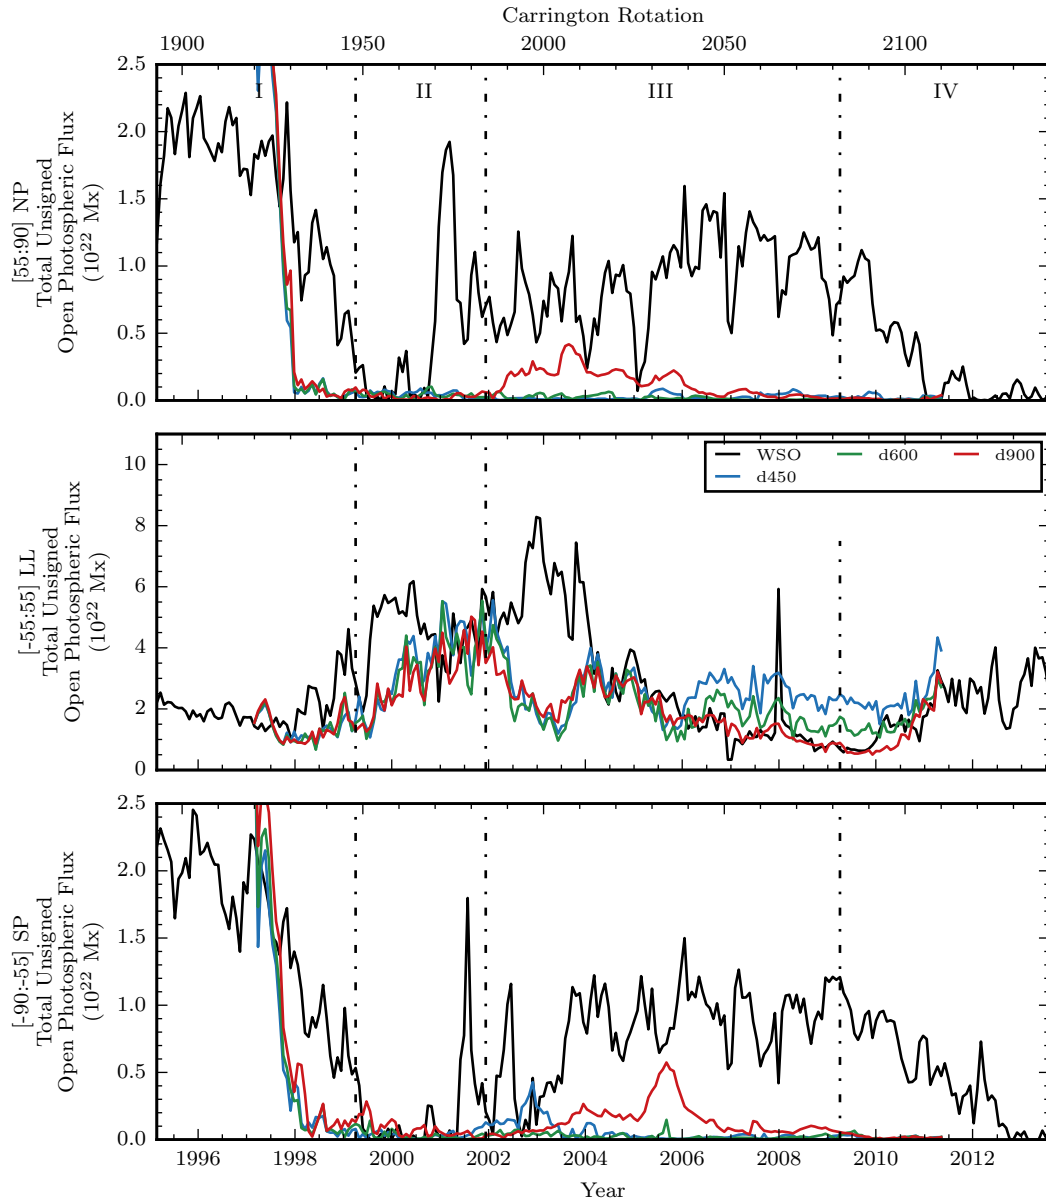 Carrington Rotation
1900 1950 2000 2050 2100
[55:90] NP
Total Unsigned
Open Photospheric Flux
(10²² Mx)
2.5
2.0
1.5
1.0
0.5
0.0
I II III IV
[-55:55] LL
Total Unsigned
Open Photospheric Flux
(10²² Mx)
10
8
6
4
2
0
WSO d600 d900
d450
[-90:-55] SP
Total Unsigned
Open Photospheric Flux
(10²² Mx)
2.5
2.0
1.5
1.0
0.5
0.0
1996 1998 2000 2002 2004 2006 2008 2010 2012
Year